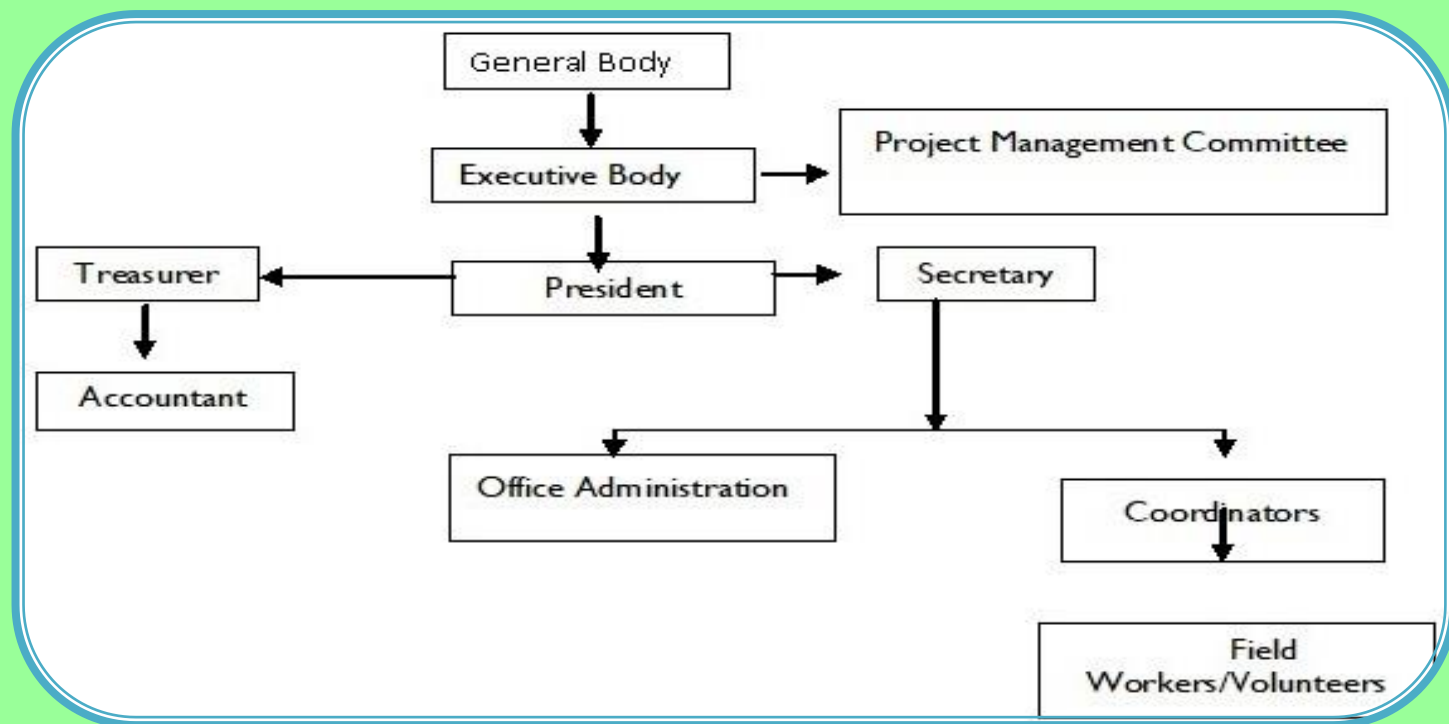 General Body
Project Management Committee
Executive Body
Treasurer
President
Secretary
Accountant
Office Administration
Coordinators
Field
Workers/Volunteers